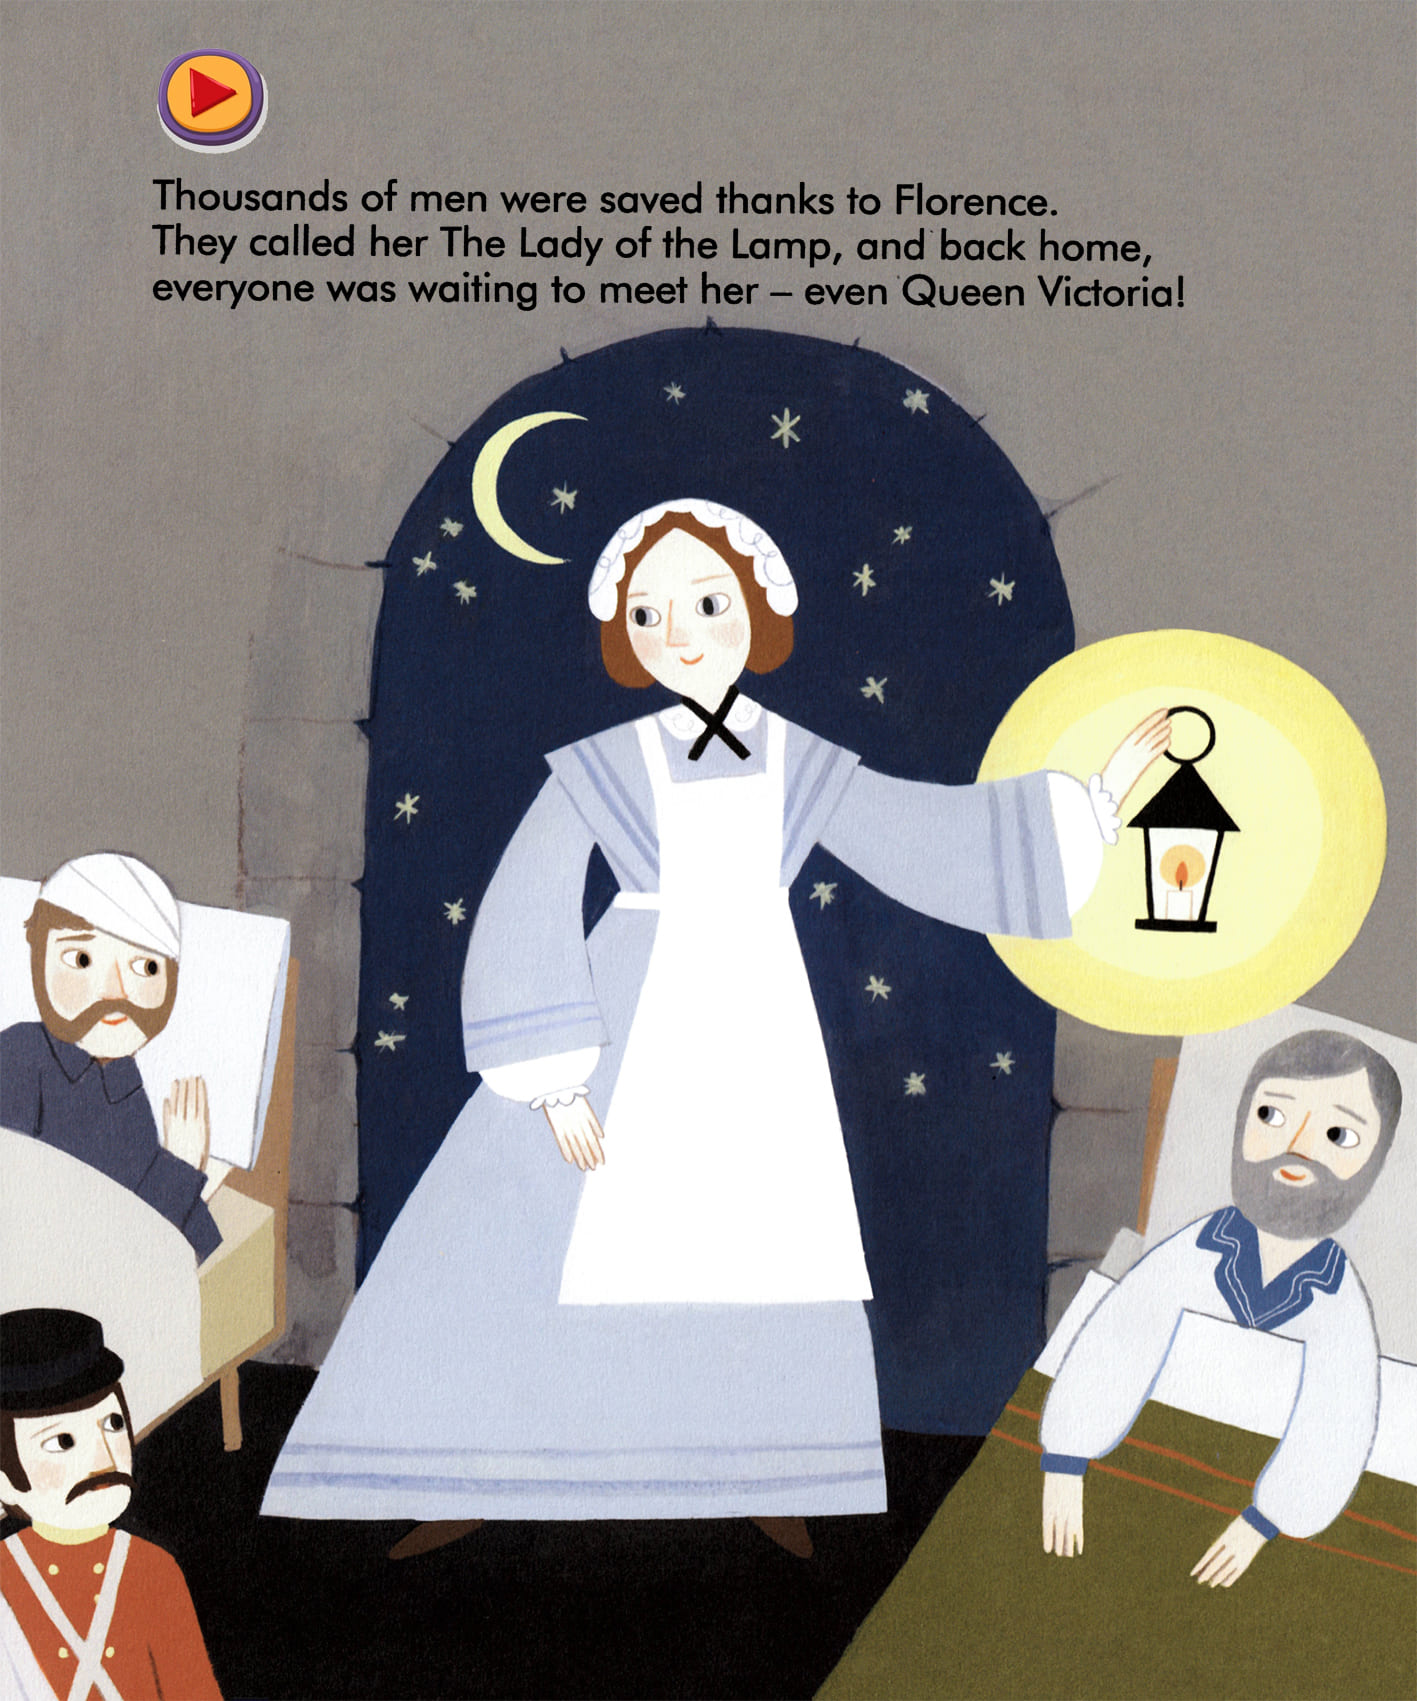 Thousands of men were saved thanks to Florence.
They called her The Lady of the Lamp, and back home,
everyone was waiting to meet her – even Queen Victoria!